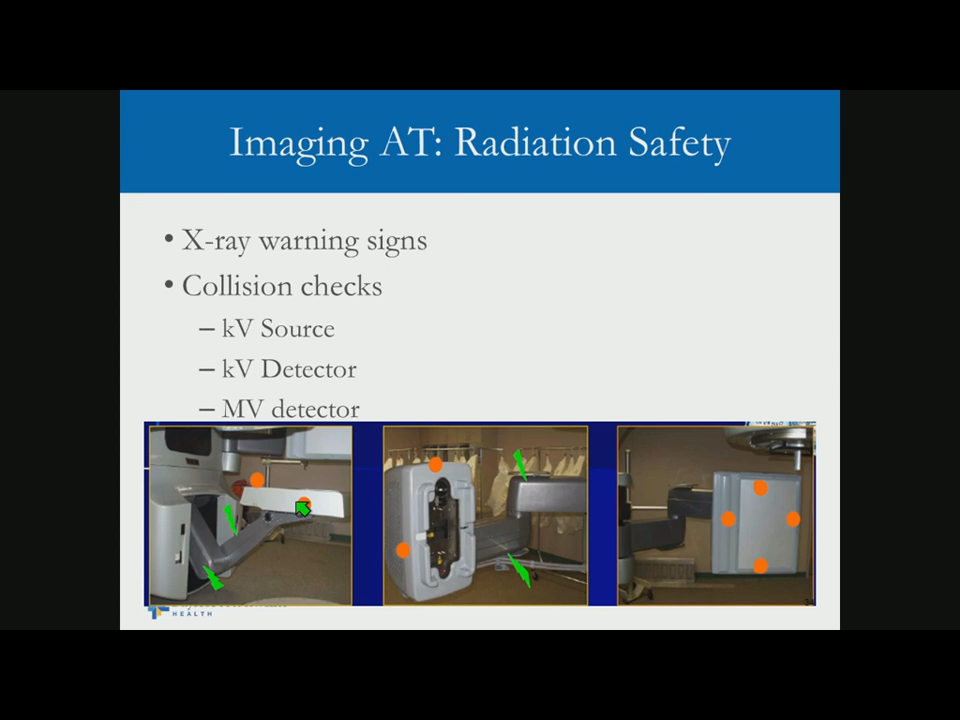 Imaging AT: Radiation Safety
• X-ray warning signs
• Collision checks
– kV Source
– kV Detector
– MV detector
HEALTH